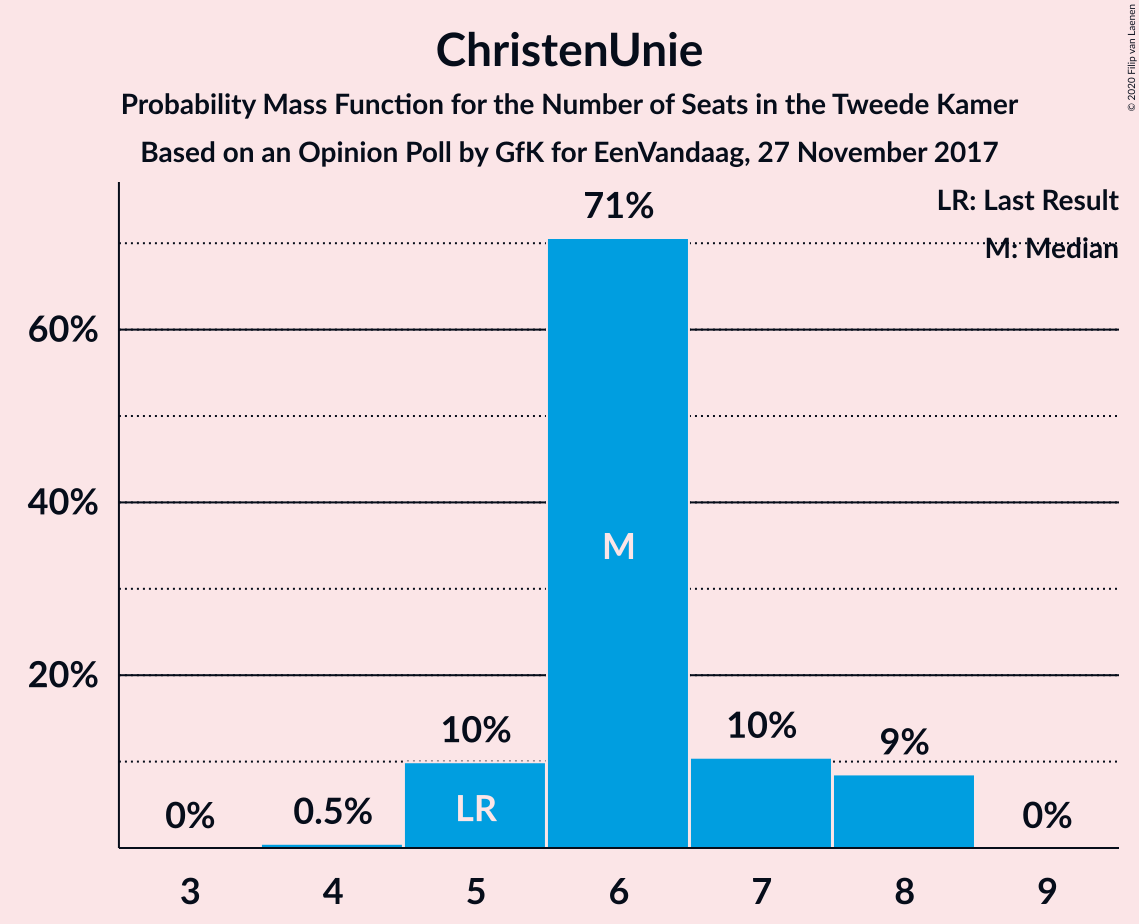 ChristenUnie
Probability Mass Function for the Number of Seats in the Tweede Kamer
Based on an Opinion Poll by GfK for EenVandaag, 27 November 2017
© 2020 Filip van Laenen
LR: Last Result
M: Median
71%
60%
40%
20%
M
0%
0.5%
10%
LR
10%
9%
0%
3 4 5 6 7 8 9